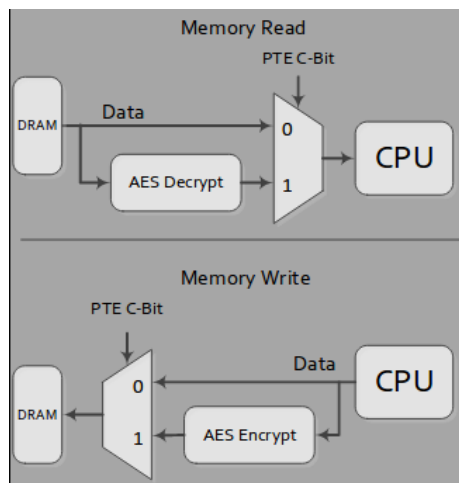 Memory Read
PTE C-Bit
DRAM
Data
0
CPU
AES Decrypt
1
Memory Write
PTE C-Bit
Data
CPU
0
DRAM
1
AES Encrypt